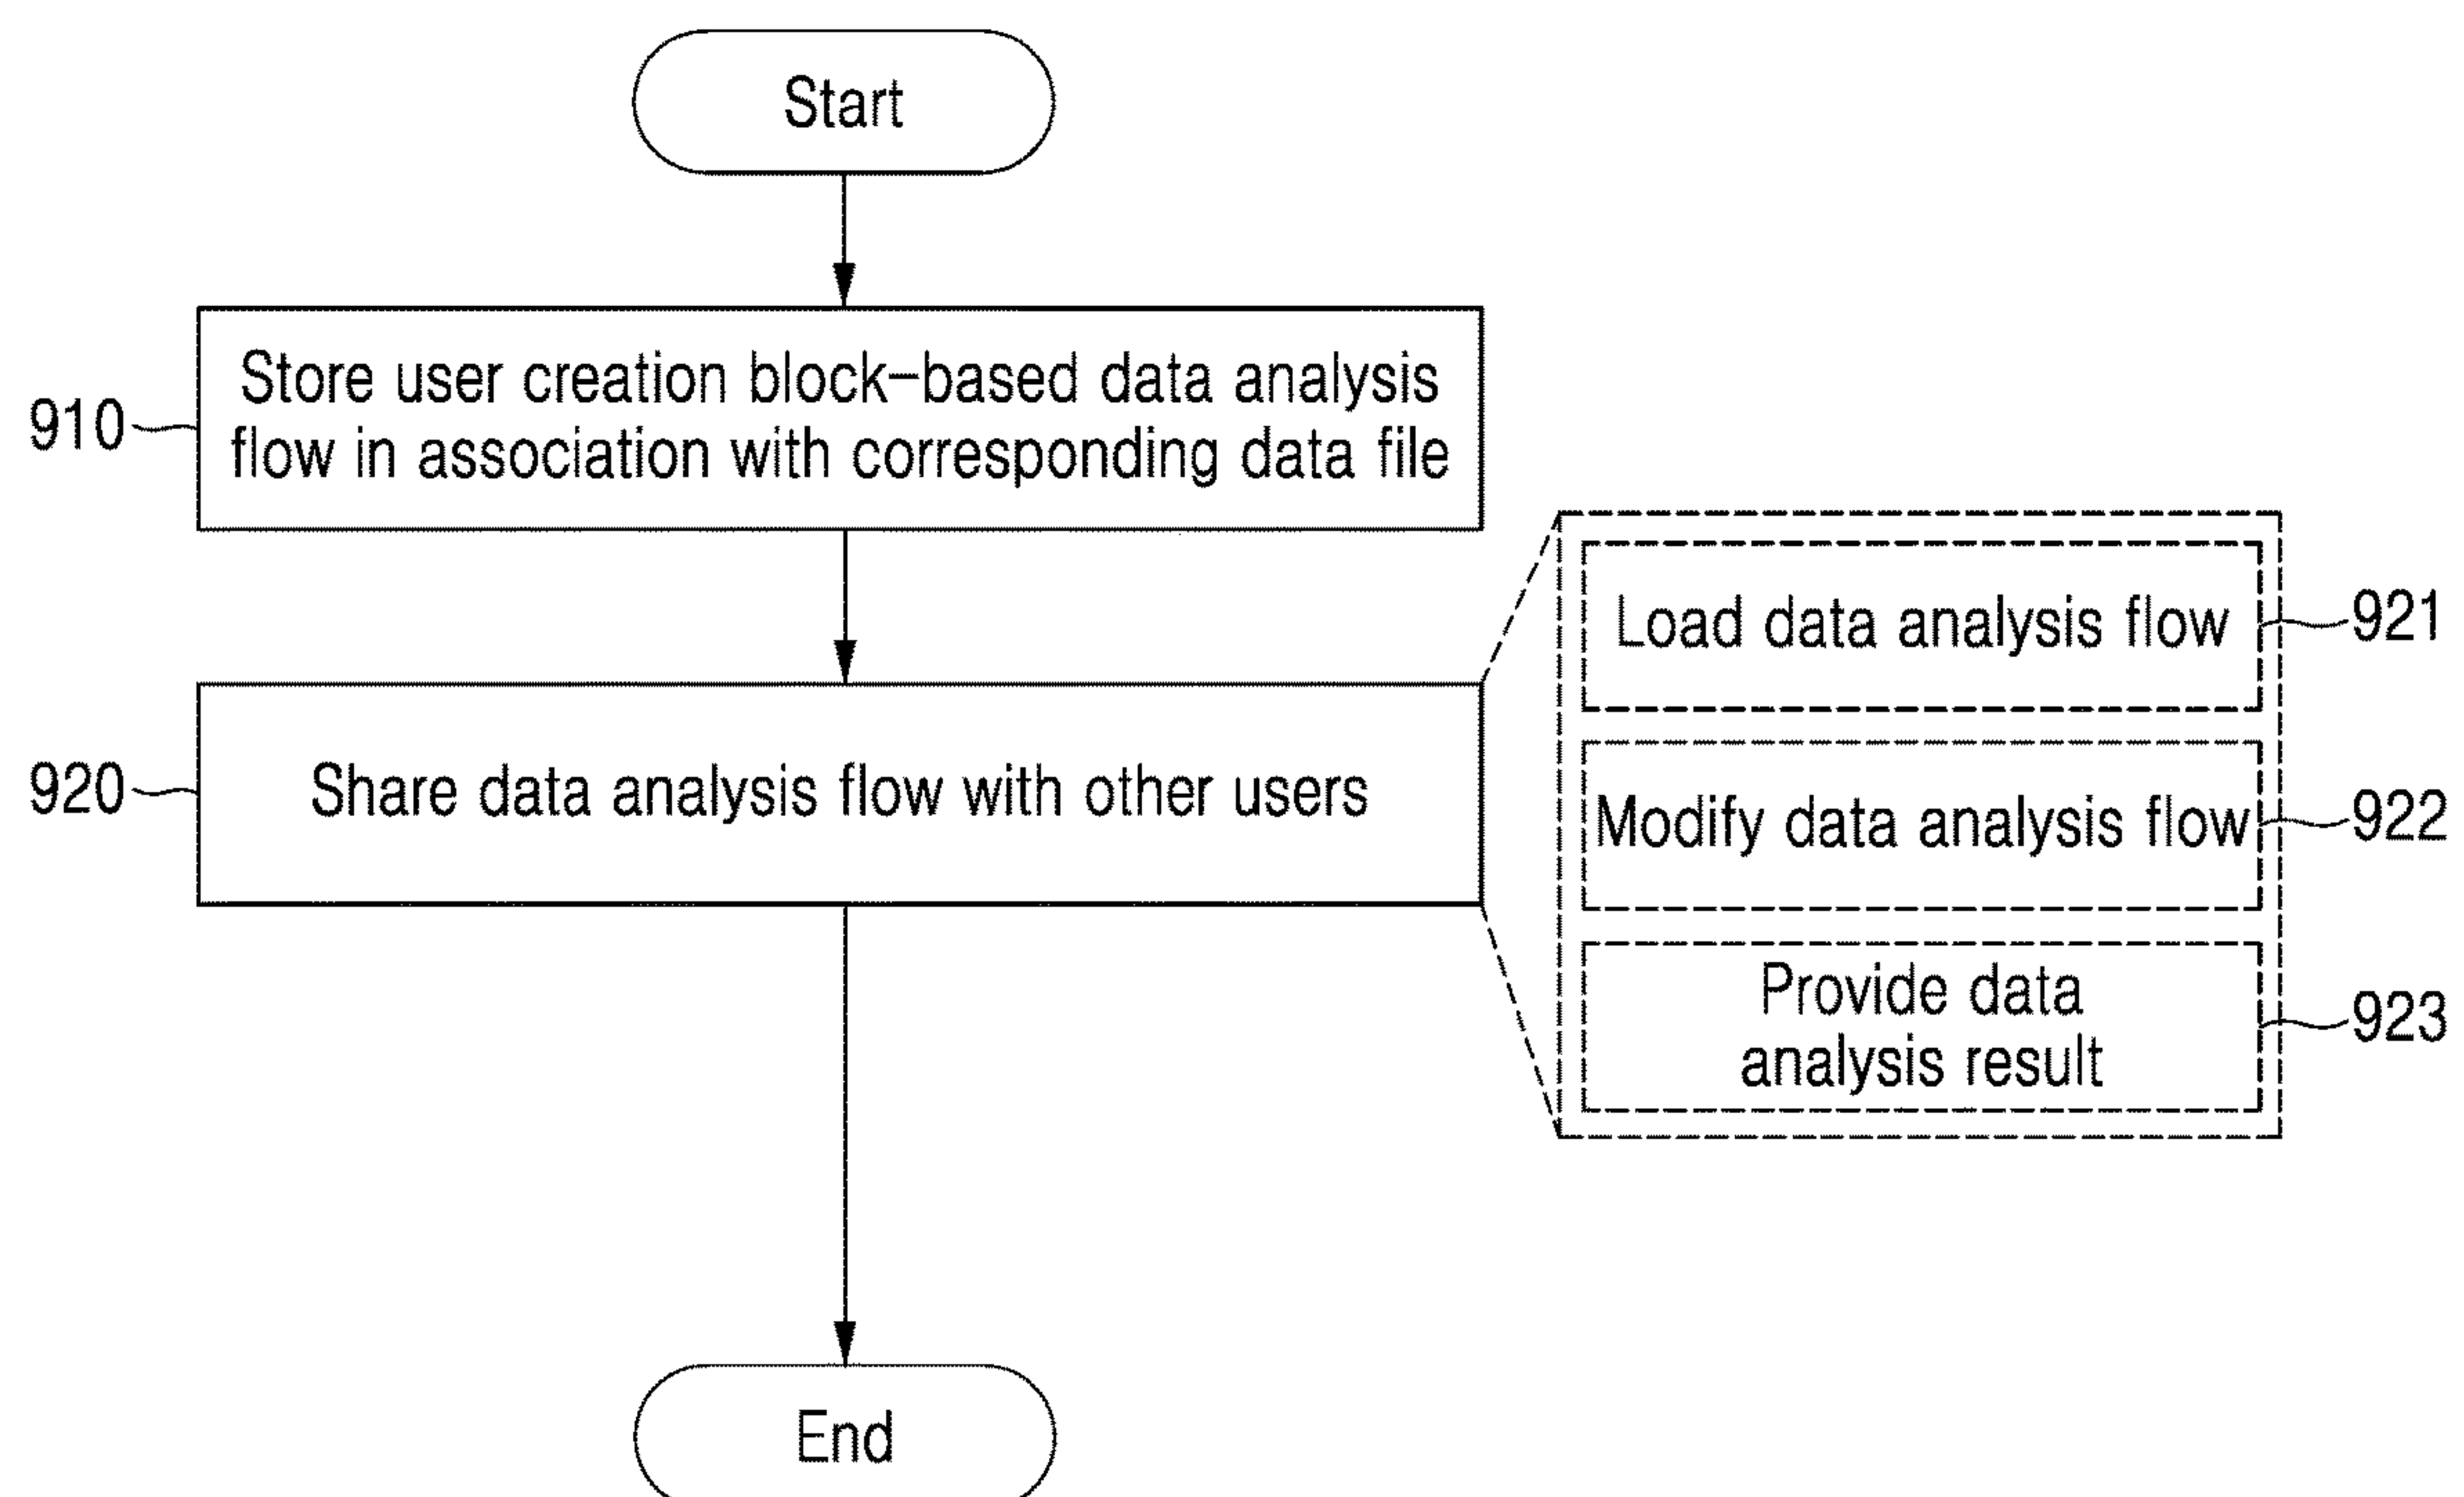 Start
910
Store user creation block-based data analysis
flow in association with corresponding data file
920
Share data analysis flow with other users
Load data analysis flow
921
Modify data analysis flow
922
Provide data
analysis result
923
End